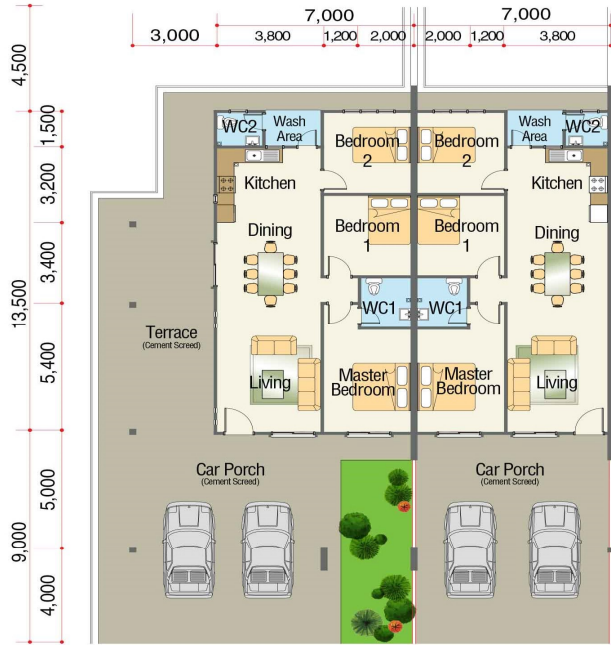 7,000
7,000
3,000
3,800
1,200
2,000
2,000
1,200
3,800
4,500
1,500
3,200
3,400
5,400
13,500
5,000
4,000
9,000
WC2
Wash
Area
Bedroom
2
Bedroom
2
Wash
Area
WC2
Kitchen
Kitchen
Dining
Bedroom
1
Bedroom
1
Dining
WC1
WC1
Terrace
(Cement Screed)
Living
Master
Bedroom
Master
Bedroom
Living
Car Porch
(Cement Screed)
Car Porch
(Cement Screed)